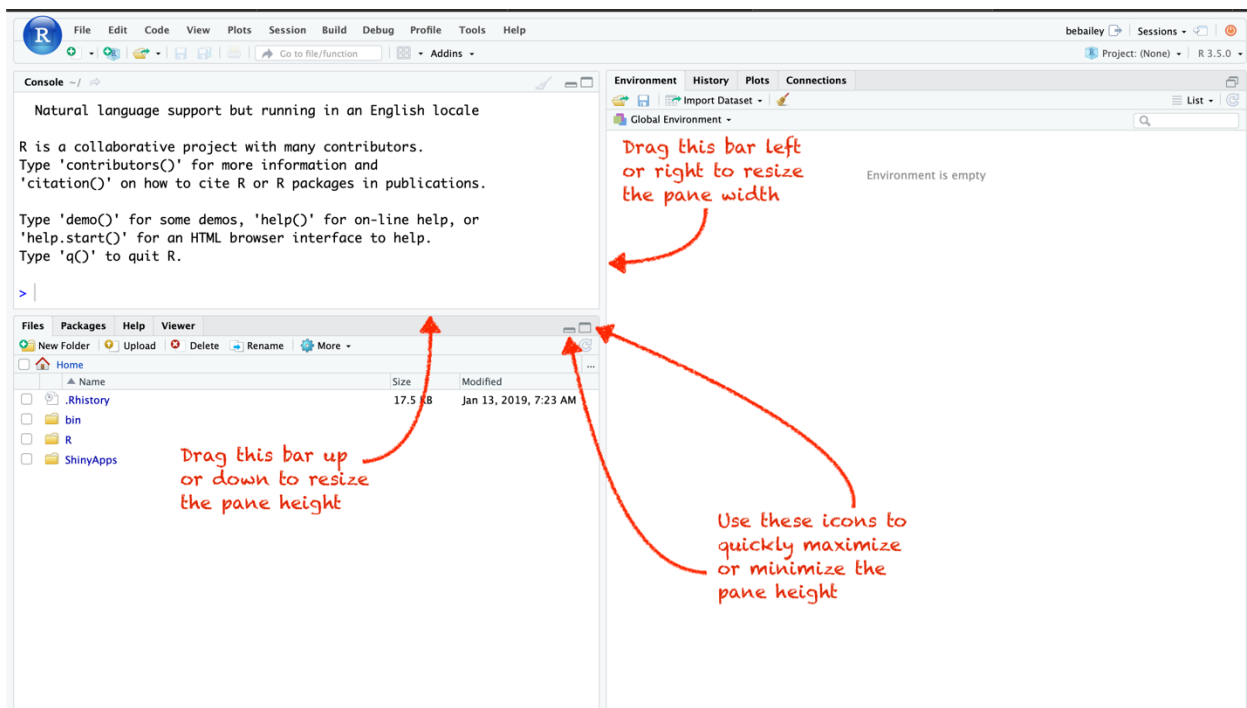 R File Edit Code View Plots Session Build Debug Profile Tools Help
bebailey Sessions
Go to file/function Addins
Project: (None) R 3.5.0
Console ~/
Natural language support but running in an English locale
R is a collaborative project with many contributors.
Type 'contributors()' for more information and
'citation()' on how to cite R or R packages in publications.
Type 'demo()' for some demos, 'help()' for on-line help, or
'help.start()' for an HTML browser interface to help.
Type 'q()' to quit R.
>
Environment History Plots Connections
Import Dataset List
Global Environment
Drag this bar left
or right to resize
the pane width
Environment is empty
Files Packages Help Viewer
New Folder Upload Delete Rename More
Home ...
Name Size Modified
.Rhistory 17.5 KB Jan 13, 2019, 7:23 AM
bin
R
ShinyApps
Drag this bar up
or down to resize
the pane height
Use these icons to
quickly maximize
or minimize the
pane height